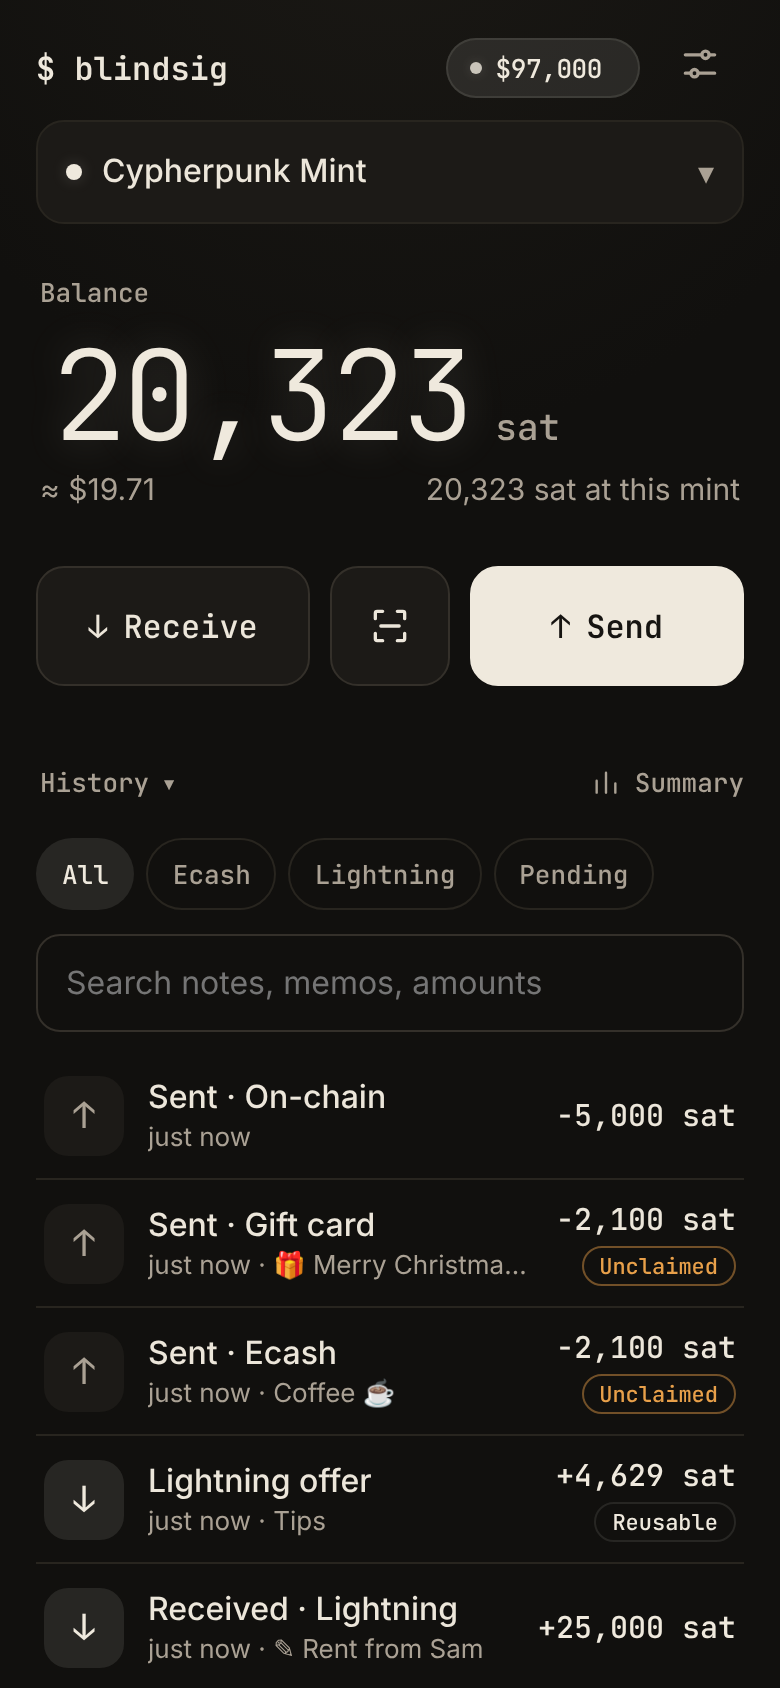 $ blindsig
$97,000
Cypherpunk Mint ▾
Balance
20,323 sat
≈ $19.71
20,323 sat at this mint
↓ Receive
↑ Send
History ▾
Summary
All
Ecash
Lightning
Pending
Search notes, memos, amounts
Sent · On-chain
-5,000 sat
just now
Sent · Gift card
-2,100 sat
just now · 🎁 Merry Christma...
Unclaimed
Sent · Ecash
-2,100 sat
just now · Coffee ☕
Unclaimed
Lightning offer
+4,629 sat
just now · Tips
Reusable
Received · Lightning
+25,000 sat
just now · ✎ Rent from Sam